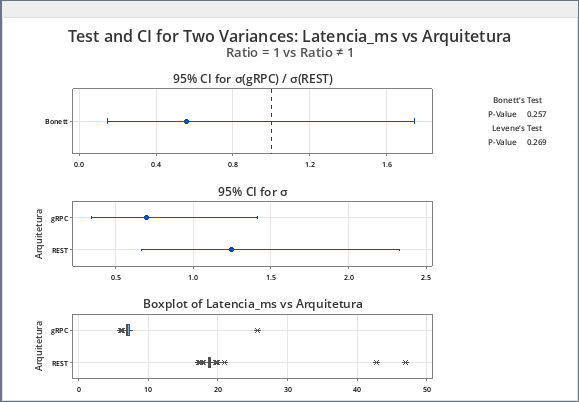 Test and CI for Two Variances: Latencia_ms vs Arquitetura
Ratio = 1 vs Ratio ≠ 1
95% CI for σ(gRPC) / σ(REST)
Bonett
0.0 0.4 0.8 1.2 1.6
Bonett's Test
P-Value 0.257
Levene's Test
P-Value 0.269
95% CI for σ
Arquitetura
gRPC
REST
0.5 1.0 1.5 2.0 2.5
Boxplot of Latencia_ms vs Arquitetura
Arquitetura
gRPC
REST
0 10 20 30 40 50